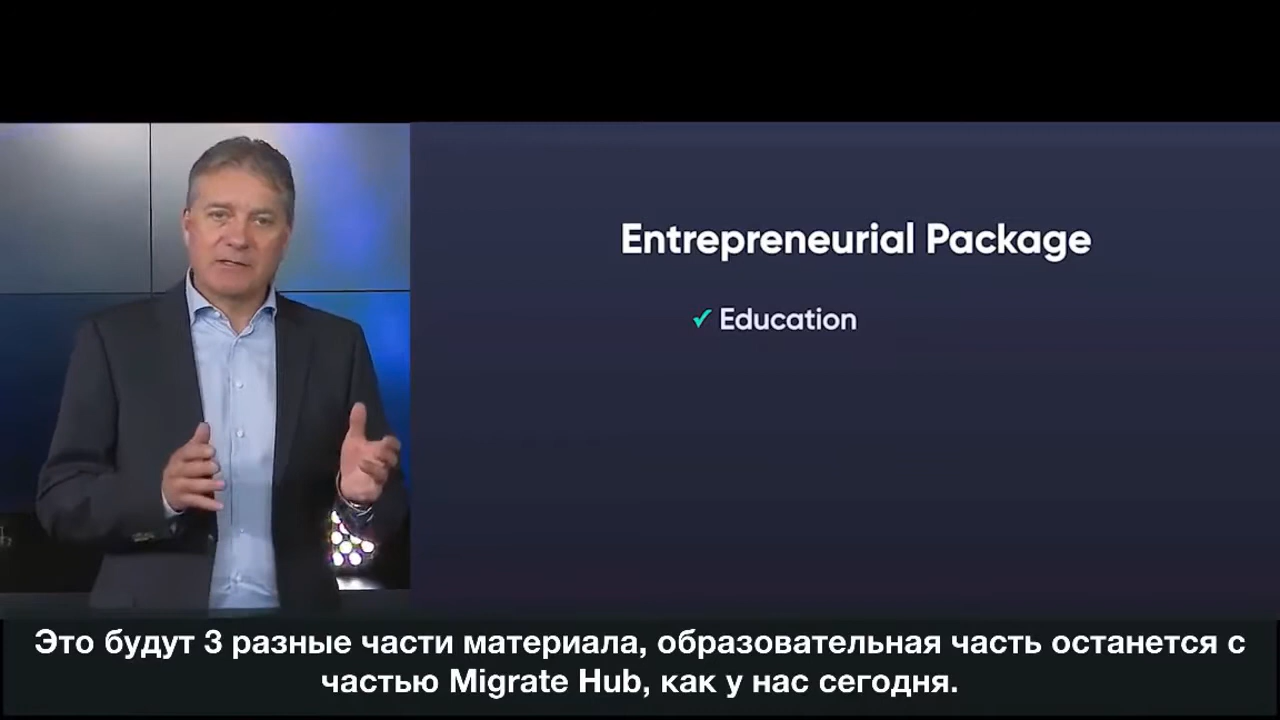 Entrepreneurial Package
✓ Education
Это будут 3 разные части материала, образовательная часть останется с
частью Migrate Hub, как у нас сегодня.